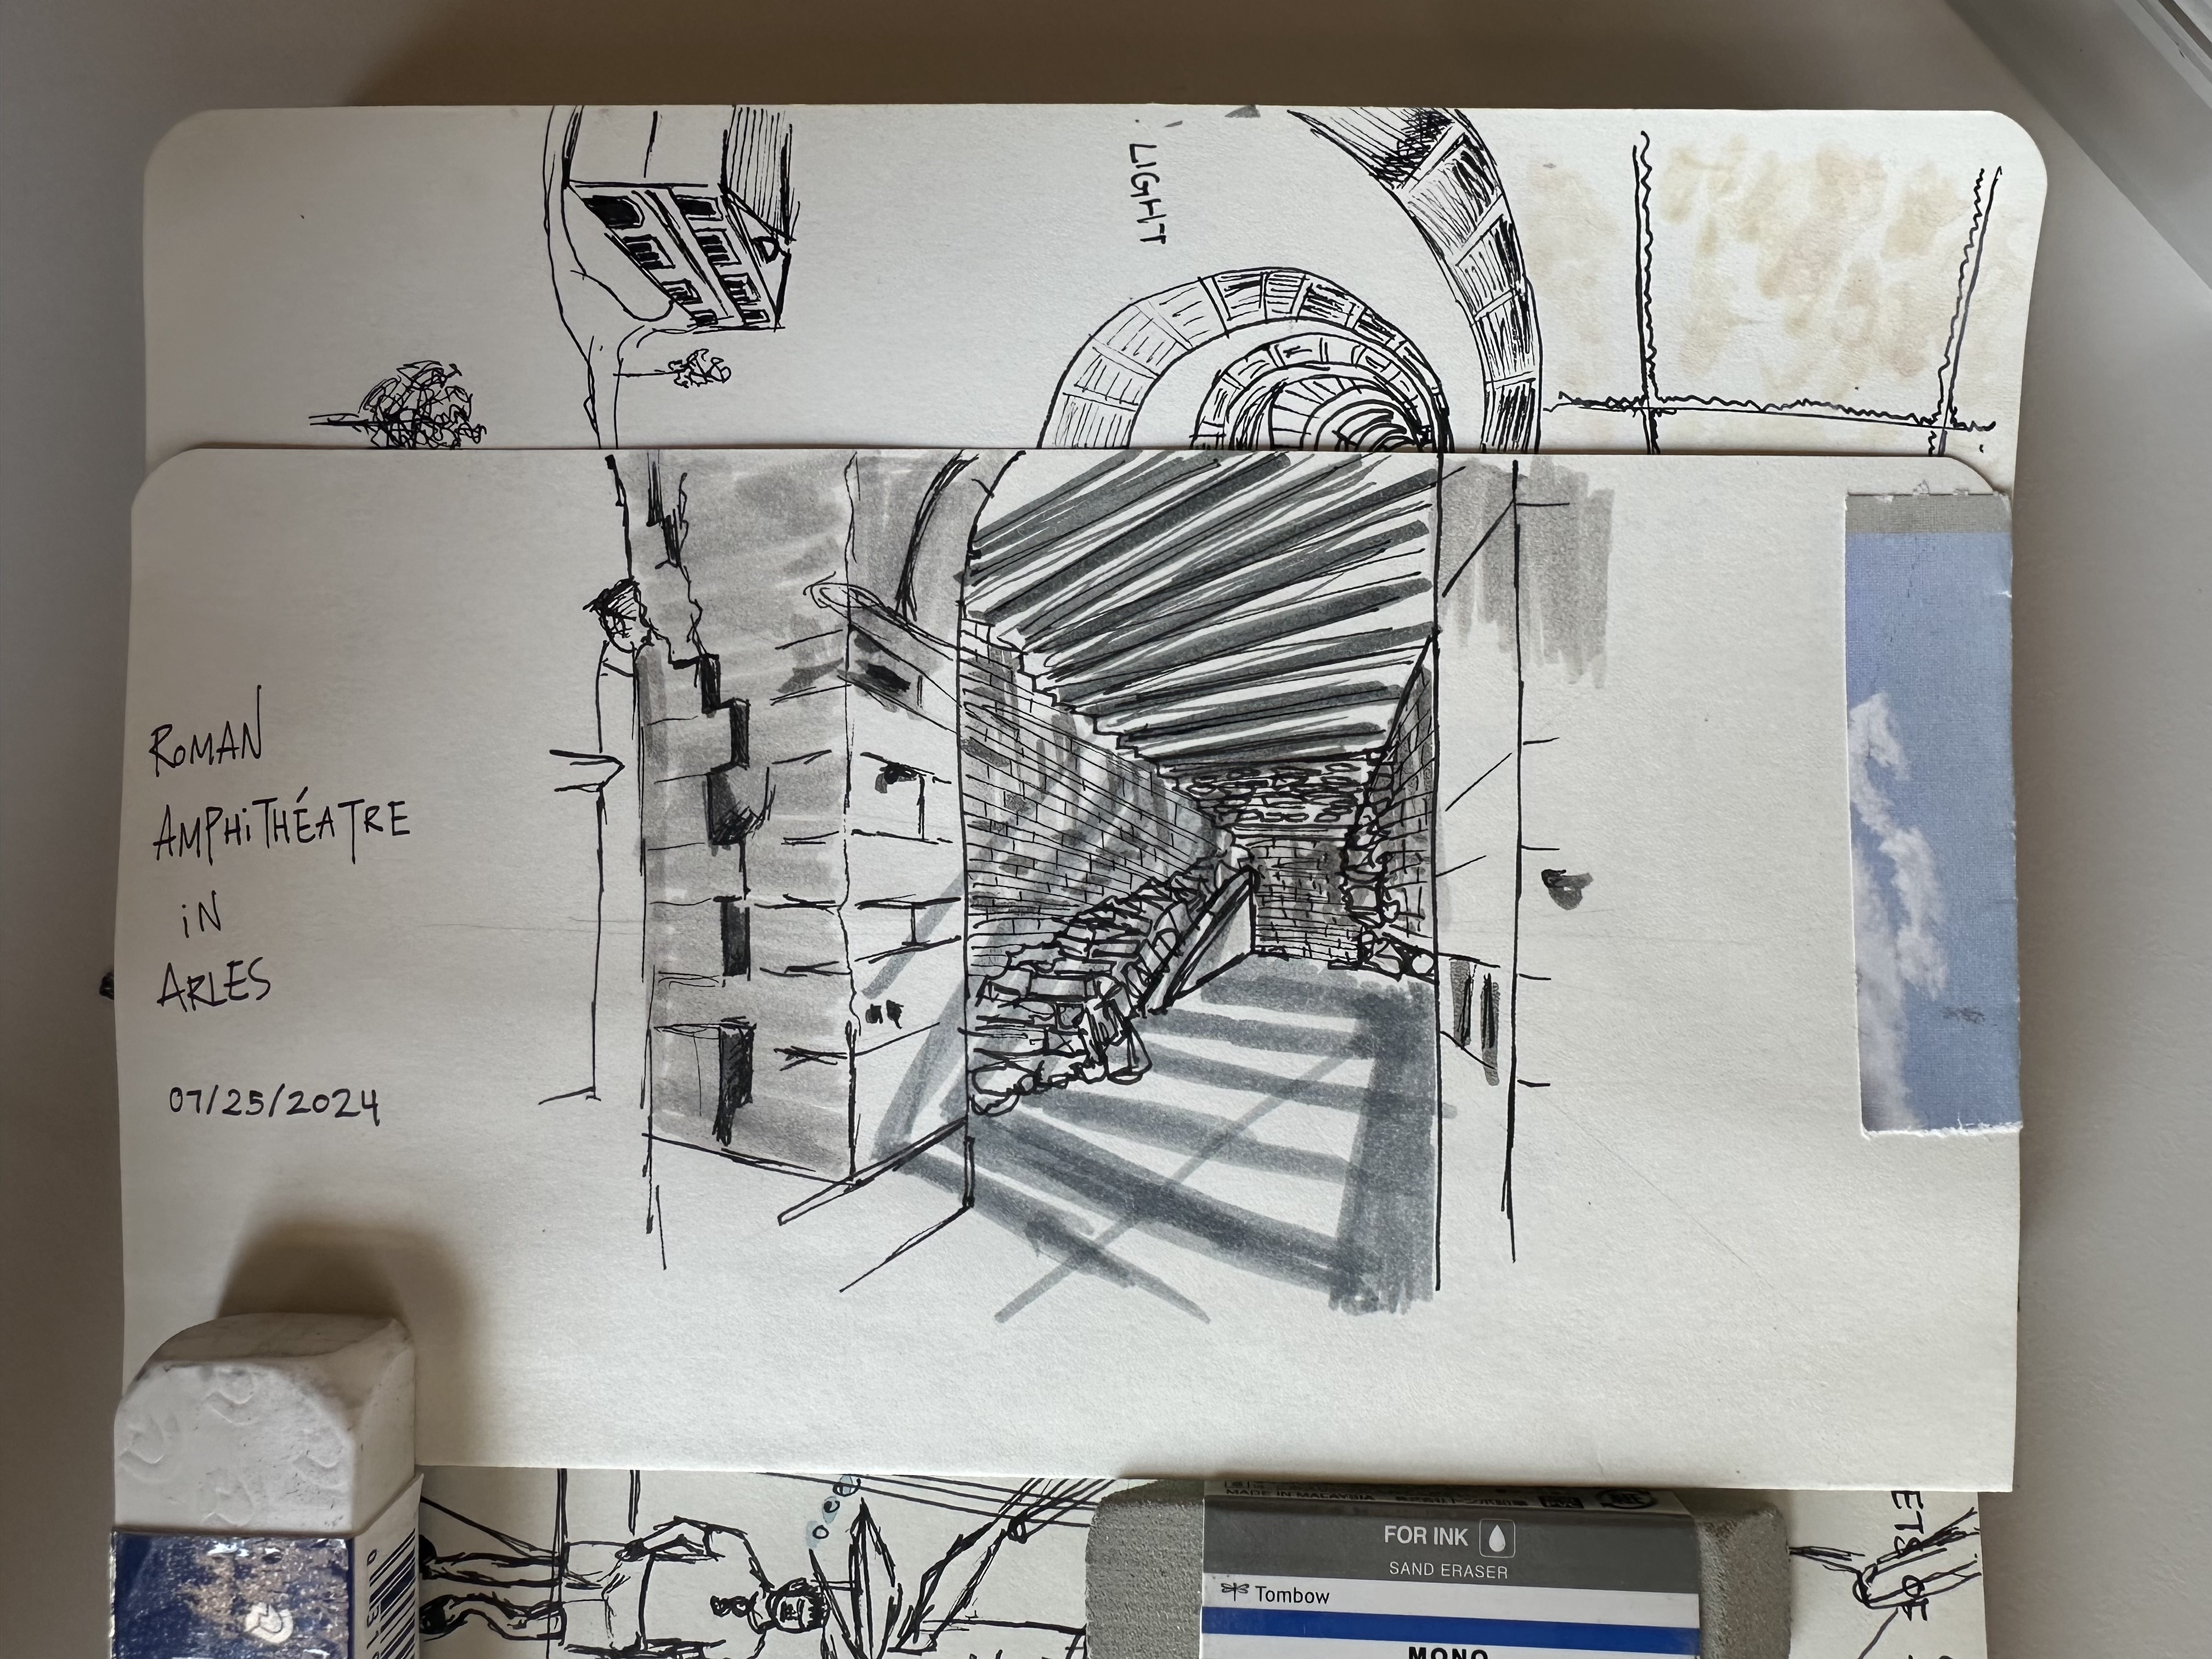 LIGHT
ROMAN
AMPHiTHÉATRE
iN
ARLES
07/25/2024
MADE IN MALAYSIA
FOR INK
SAND ERASER
Tombow
MONO